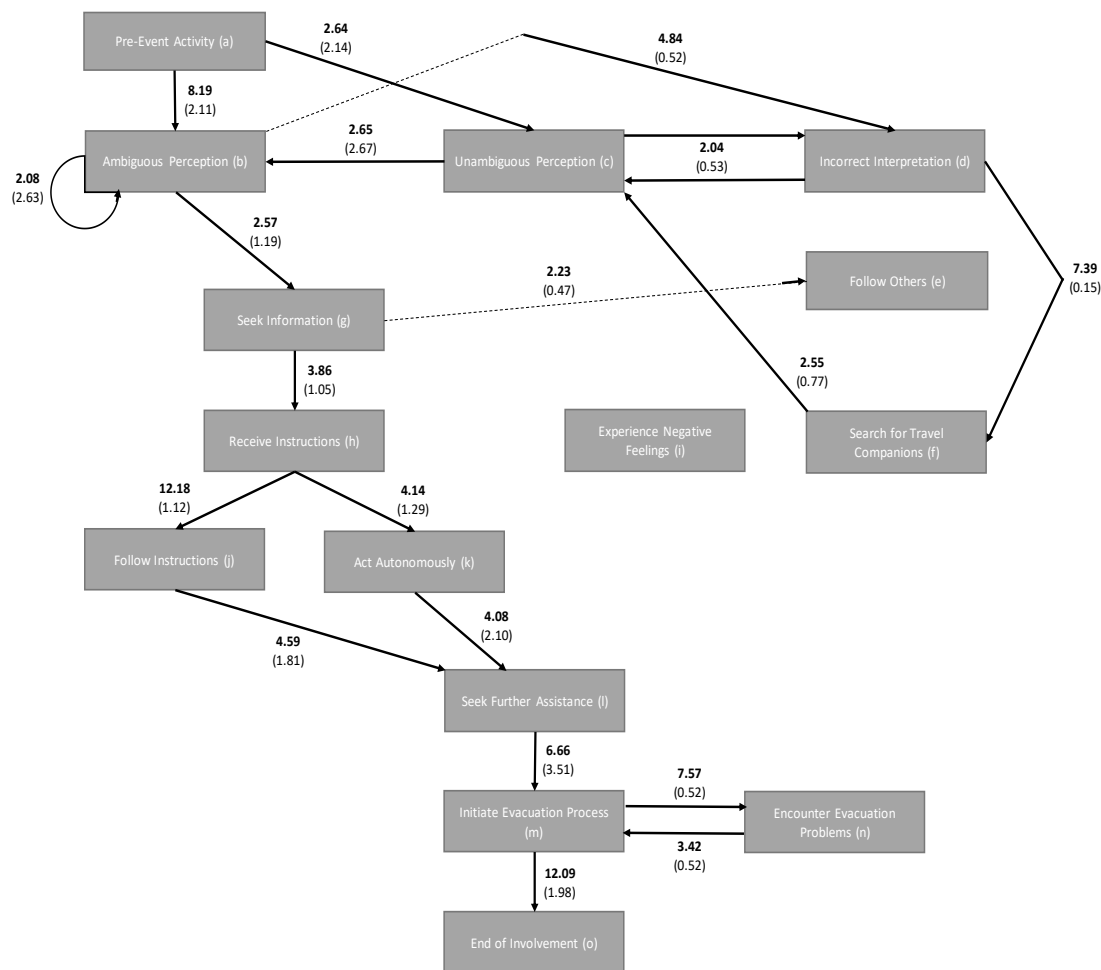 Pre-Event Activity (a)
2.64
(2.14)
4.84
(0.52)
8.19
(2.11)
Ambiguous Perception (b)
2.65
(2.67)
Unambiguous Perception (c)
2.04
(0.53)
Incorrect Interpretation (d)
2.08
(2.63)
2.57
(1.19)
2.23
(0.47)
Follow Others (e)
7.39
(0.15)
Seek Information (g)
3.86
(1.05)
2.55
(0.77)
Receive Instructions (h)
Experience Negative
Feelings (i)
Search for Travel
Companions (f)
12.18
(1.12)
4.14
(1.29)
Follow Instructions (j)
Act Autonomously (k)
4.59
(1.81)
4.08
(2.10)
Seek Further Assistance (l)
6.66
(3.51)
7.57
(0.52)
Initiate Evacuation Process
(m)
Encounter Evacuation
Problems (n)
3.42
(0.52)
12.09
(1.98)
End of Involvement (o)